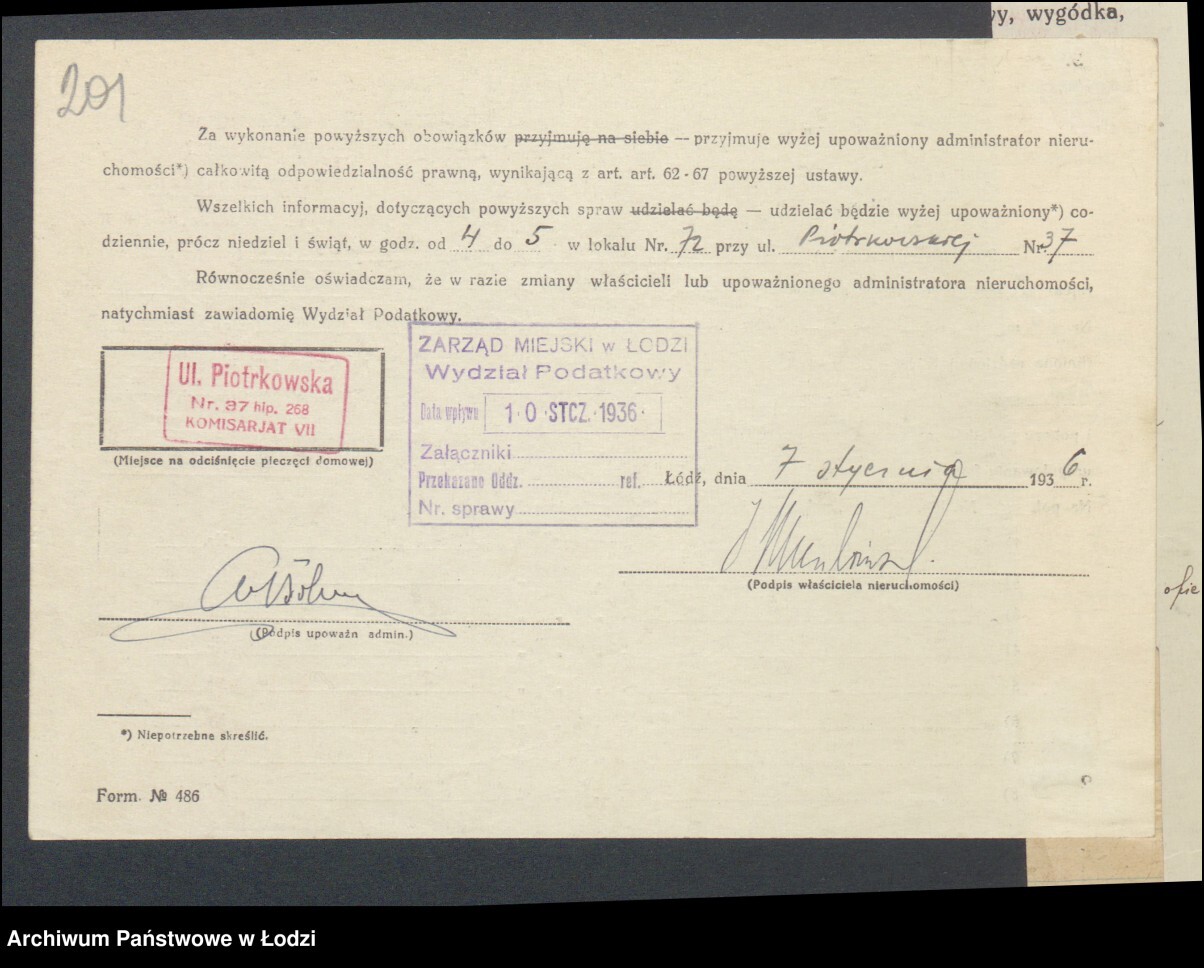 wy, wygódka,
201
Za wykonanie powyższych obowiązków przyjmuję na siebie — przyjmuje wyżej upoważniony administrator nieru-
chomości*) całkowitą odpowiedzialność prawną, wynikającą z art. art. 62-67 powyższej ustawy.
Wszelkich informacyj, dotyczących powyższych spraw udzielać będę — udzielać będzie wyżej upoważniony*) co-
dziennie, prócz niedziel i świąt, w godz. od 4 do 5 w lokalu Nr. 72 przy ul. Piotrkowskiej Nr. 37
Równocześnie oświadczam, że w razie zmiany właścicieli lub upoważnionego administratora nieruchomości,
natychmiast zawiadomię Wydział Podatkowy.
Ul. Piotrkowska
Nr. 37 hip. 268
KOMISARJAT VII
(Miejsce na odciśnięcie pieczęci domowej)
ZARZĄD MIEJSKI w ŁODZI
Wydział Podatkowy
Data wpływu 10 STCZ. 1936
Załączniki
Przekazano Oddz. ref.
Nr. sprawy
Łódź, dnia 7 stycznia 1936 r.
(Podpis właściciela nieruchomości)
(Podpis upoważn admin.)
ofic
*) Niepotrzebne skreślić.
Form. № 486
Archiwum Państwowe w Łodzi